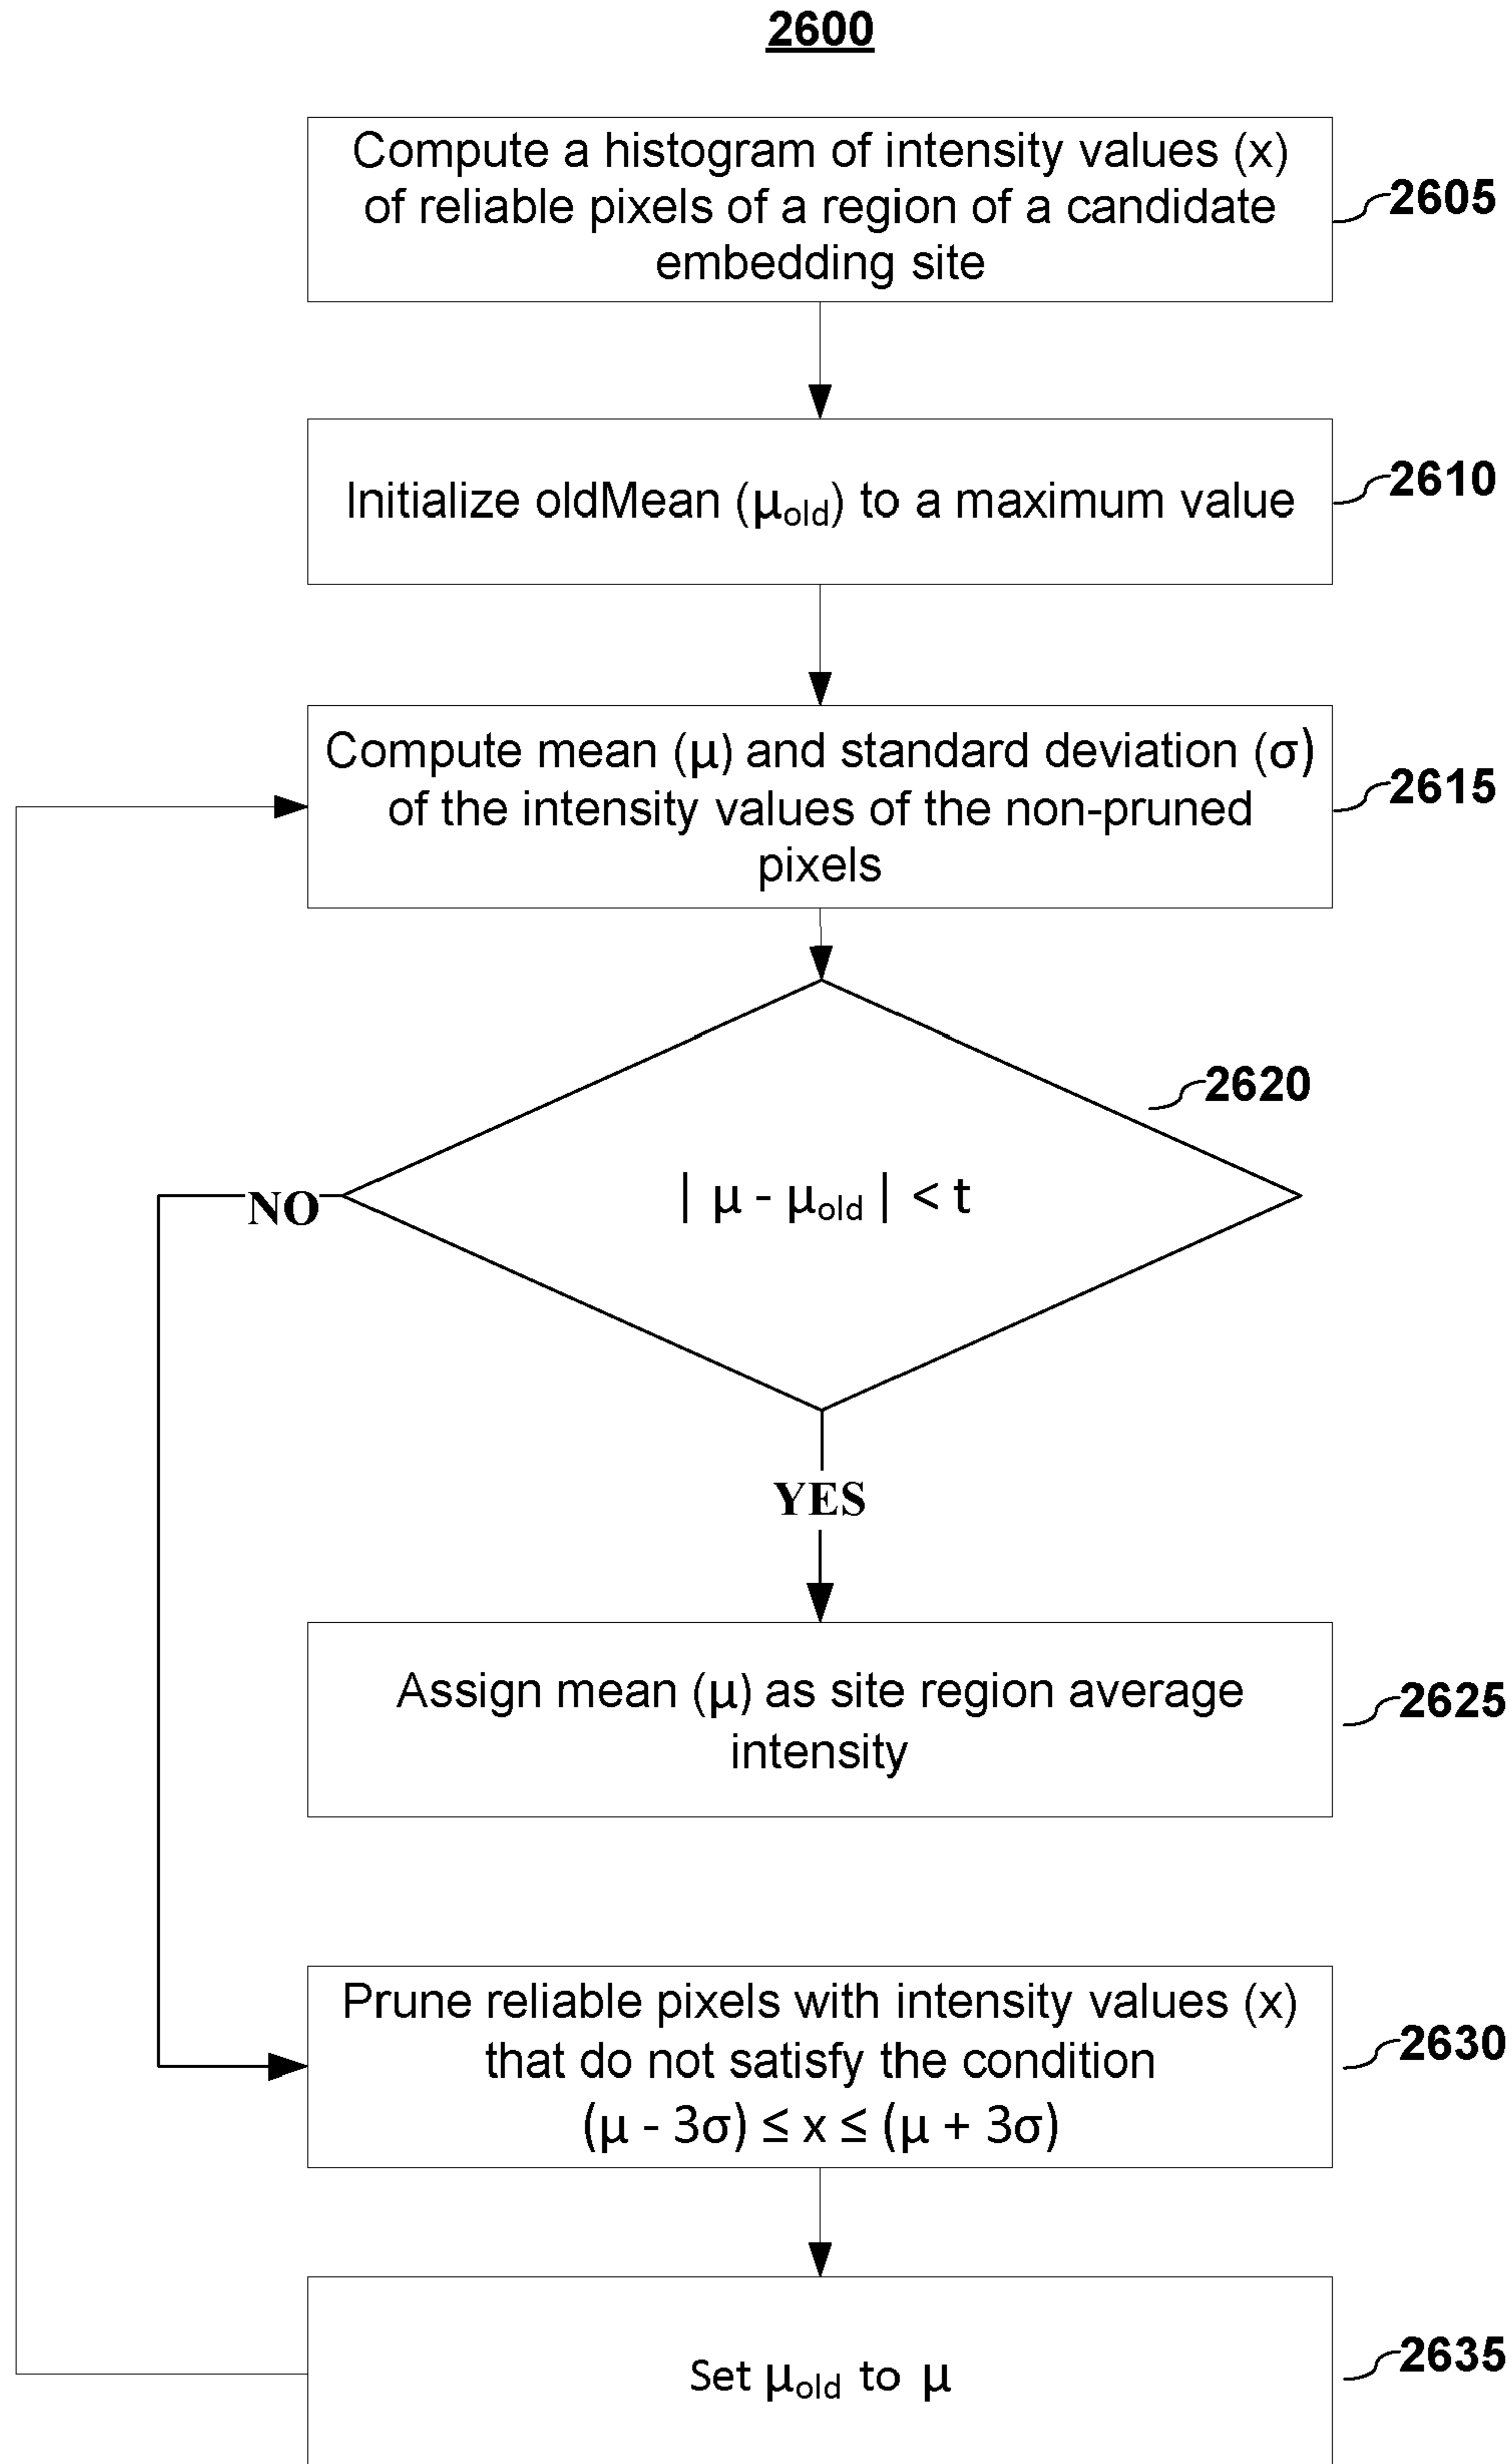 2600
Compute a histogram of intensity values (x)
of reliable pixels of a region of a candidate
embedding site
2605
Initialize oldMean (μold) to a maximum value
2610
Compute mean (μ) and standard deviation (σ)
of the intensity values of the non-pruned
pixels
2615
2620
| μ - μold | < t
NO
YES
Assign mean (μ) as site region average
intensity
2625
Prune reliable pixels with intensity values (x)
that do not satisfy the condition
(μ - 3σ) ≤ x ≤ (μ + 3σ)
2630
Set μold to μ
2635